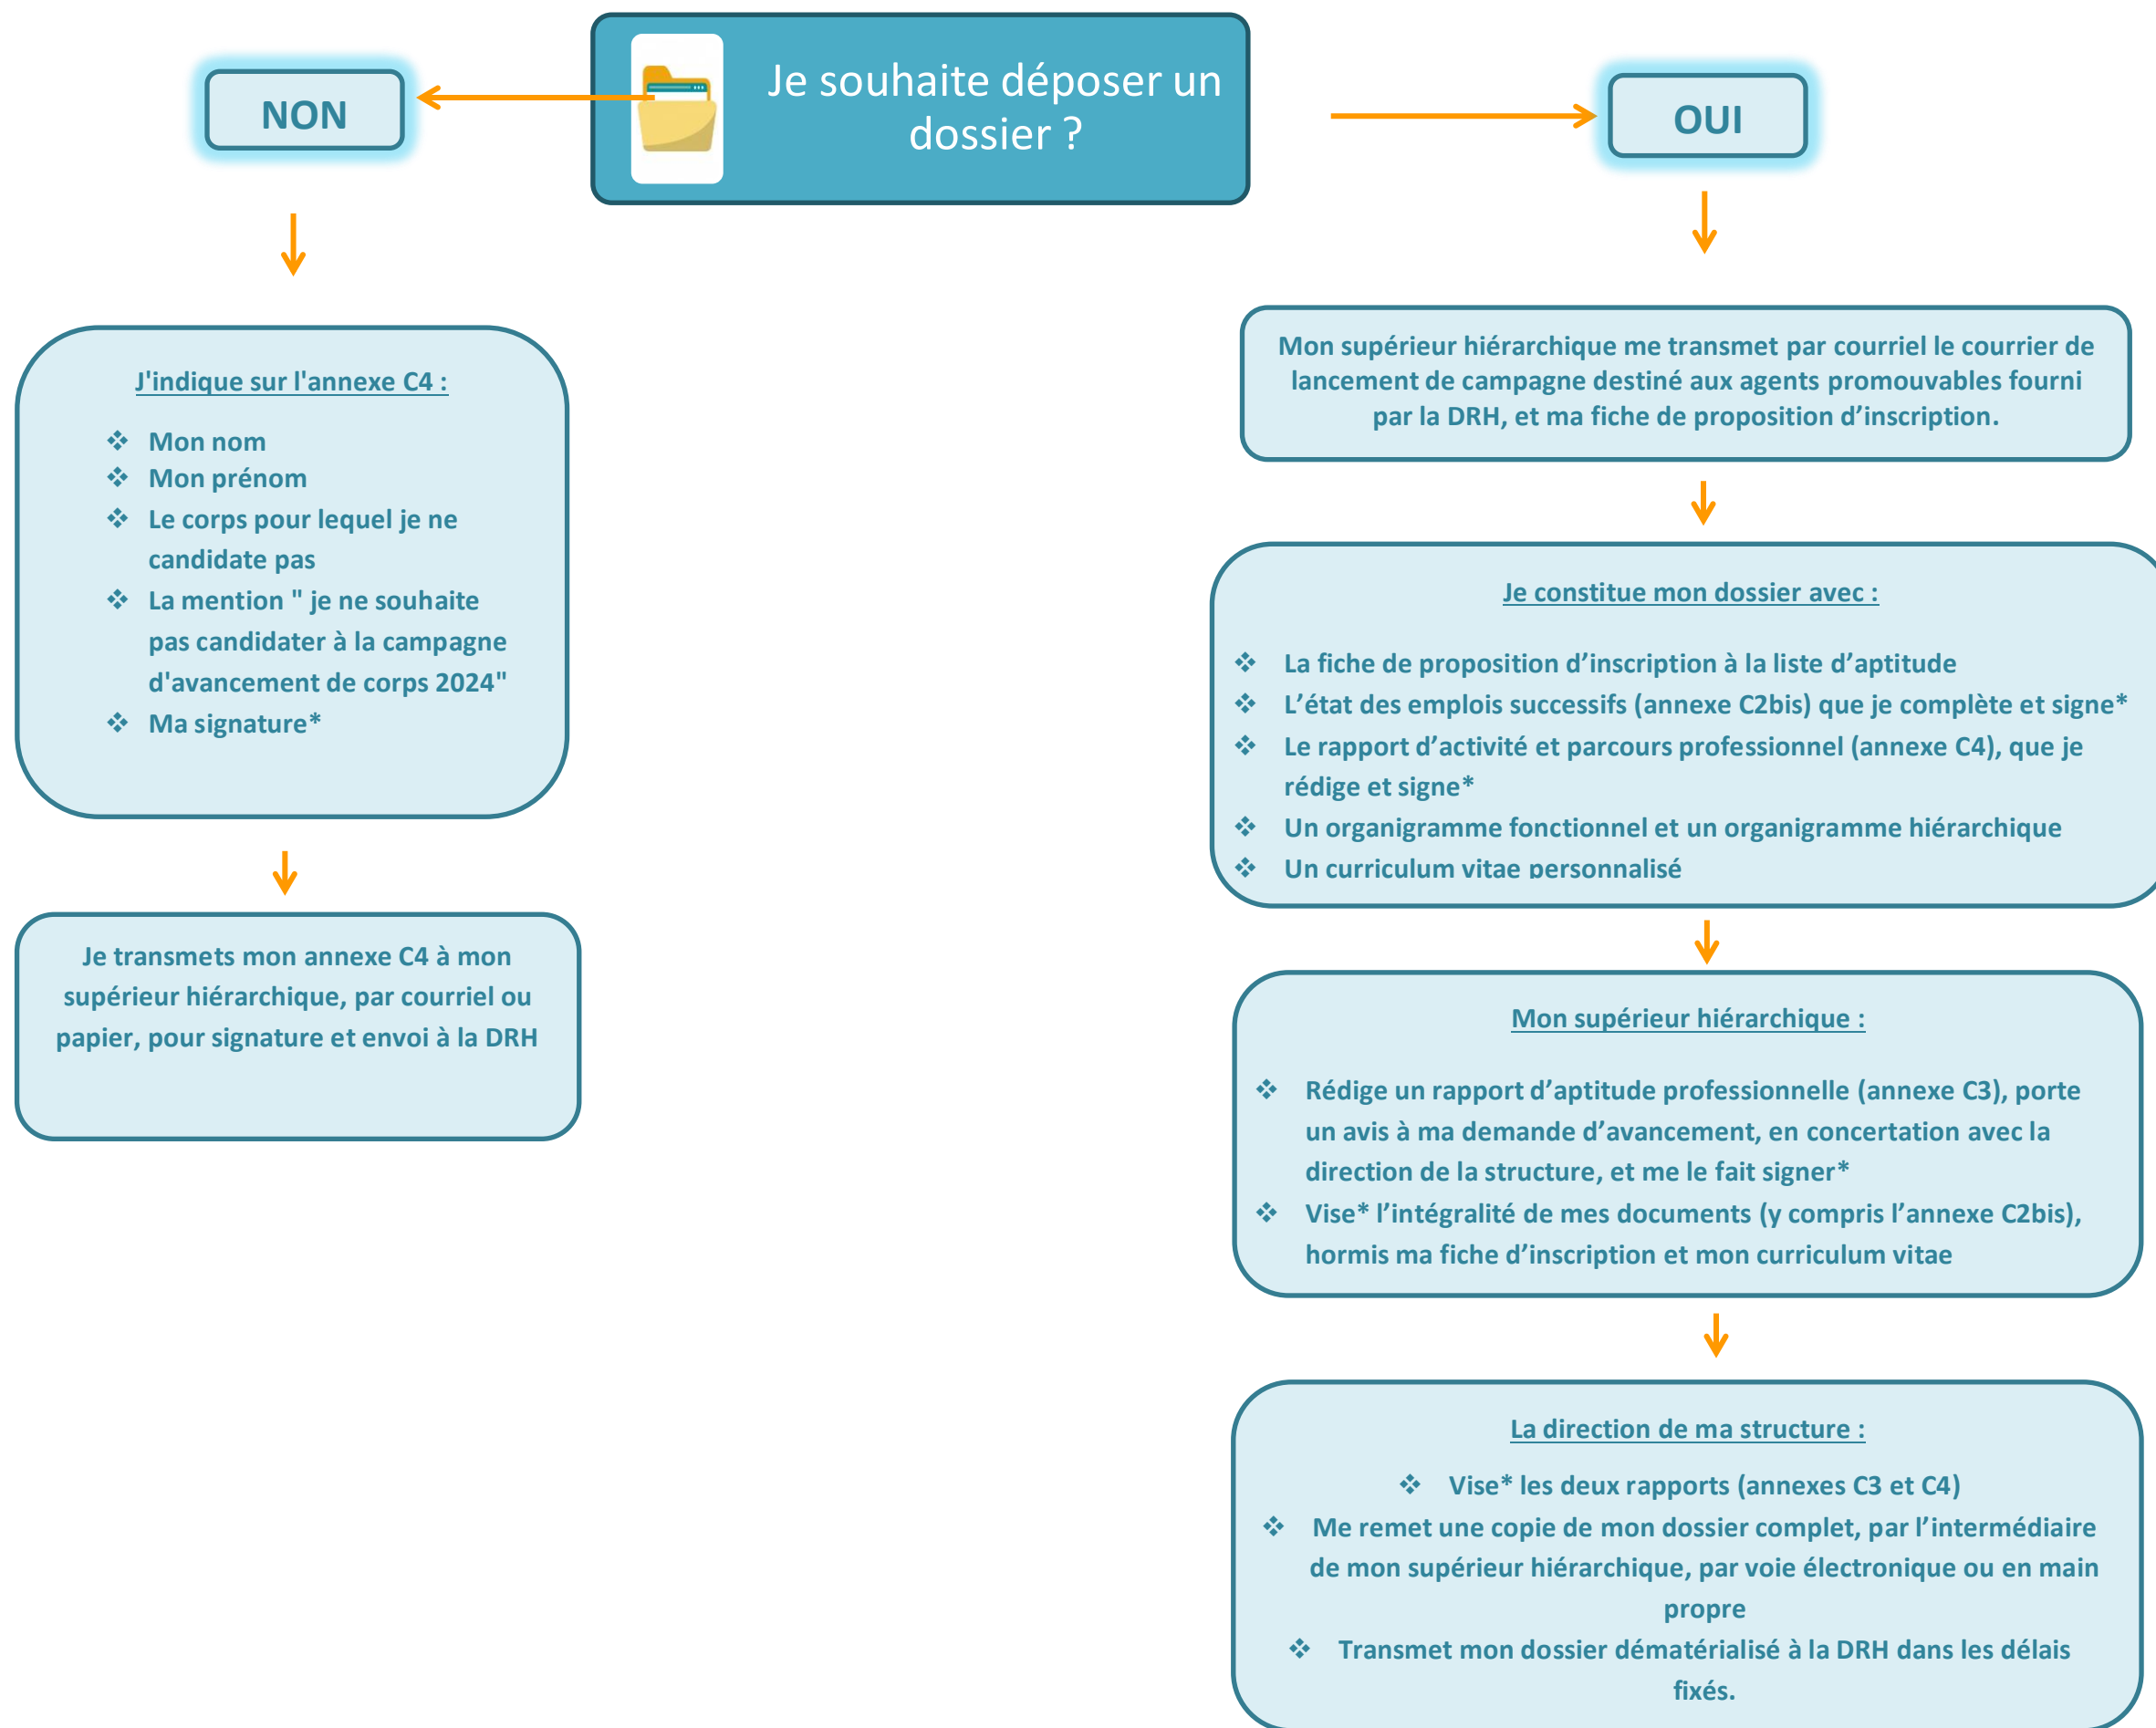 Je souhaite déposer un
dossier ?
NON
OUI
J'indique sur l'annexe C4 :
❖ Mon nom
❖ Mon prénom
❖ Le corps pour lequel je ne
candidate pas
❖ La mention " je ne souhaite
pas candidater à la campagne
d'avancement de corps 2024"
❖ Ma signature*
Je transmets mon annexe C4 à mon
supérieur hiérarchique, par courriel ou
papier, pour signature et envoi à la DRH
Mon supérieur hiérarchique me transmet par courriel le courrier de
lancement de campagne destiné aux agents promouvables fourni
par la DRH, et ma fiche de proposition d’inscription.
Je constitue mon dossier avec :
❖ La fiche de proposition d’inscription à la liste d’aptitude
❖ L’état des emplois successifs (annexe C2bis) que je complète et signe*
❖ Le rapport d’activité et parcours professionnel (annexe C4), que je
rédige et signe*
❖ Un organigramme fonctionnel et un organigramme hiérarchique
❖ Un curriculum vitae personnalisé
Mon supérieur hiérarchique :
❖ Rédige un rapport d’aptitude professionnelle (annexe C3), porte
un avis à ma demande d’avancement, en concertation avec la
direction de la structure, et me le fait signer*
❖ Vise* l’intégralité de mes documents (y compris l’annexe C2bis),
hormis ma fiche d’inscription et mon curriculum vitae
La direction de ma structure :
❖ Vise* les deux rapports (annexes C3 et C4)
❖ Me remet une copie de mon dossier complet, par l’intermédiaire
de mon supérieur hiérarchique, par voie électronique ou en main
propre
❖ Transmet mon dossier dématérialisé à la DRH dans les délais
fixés.